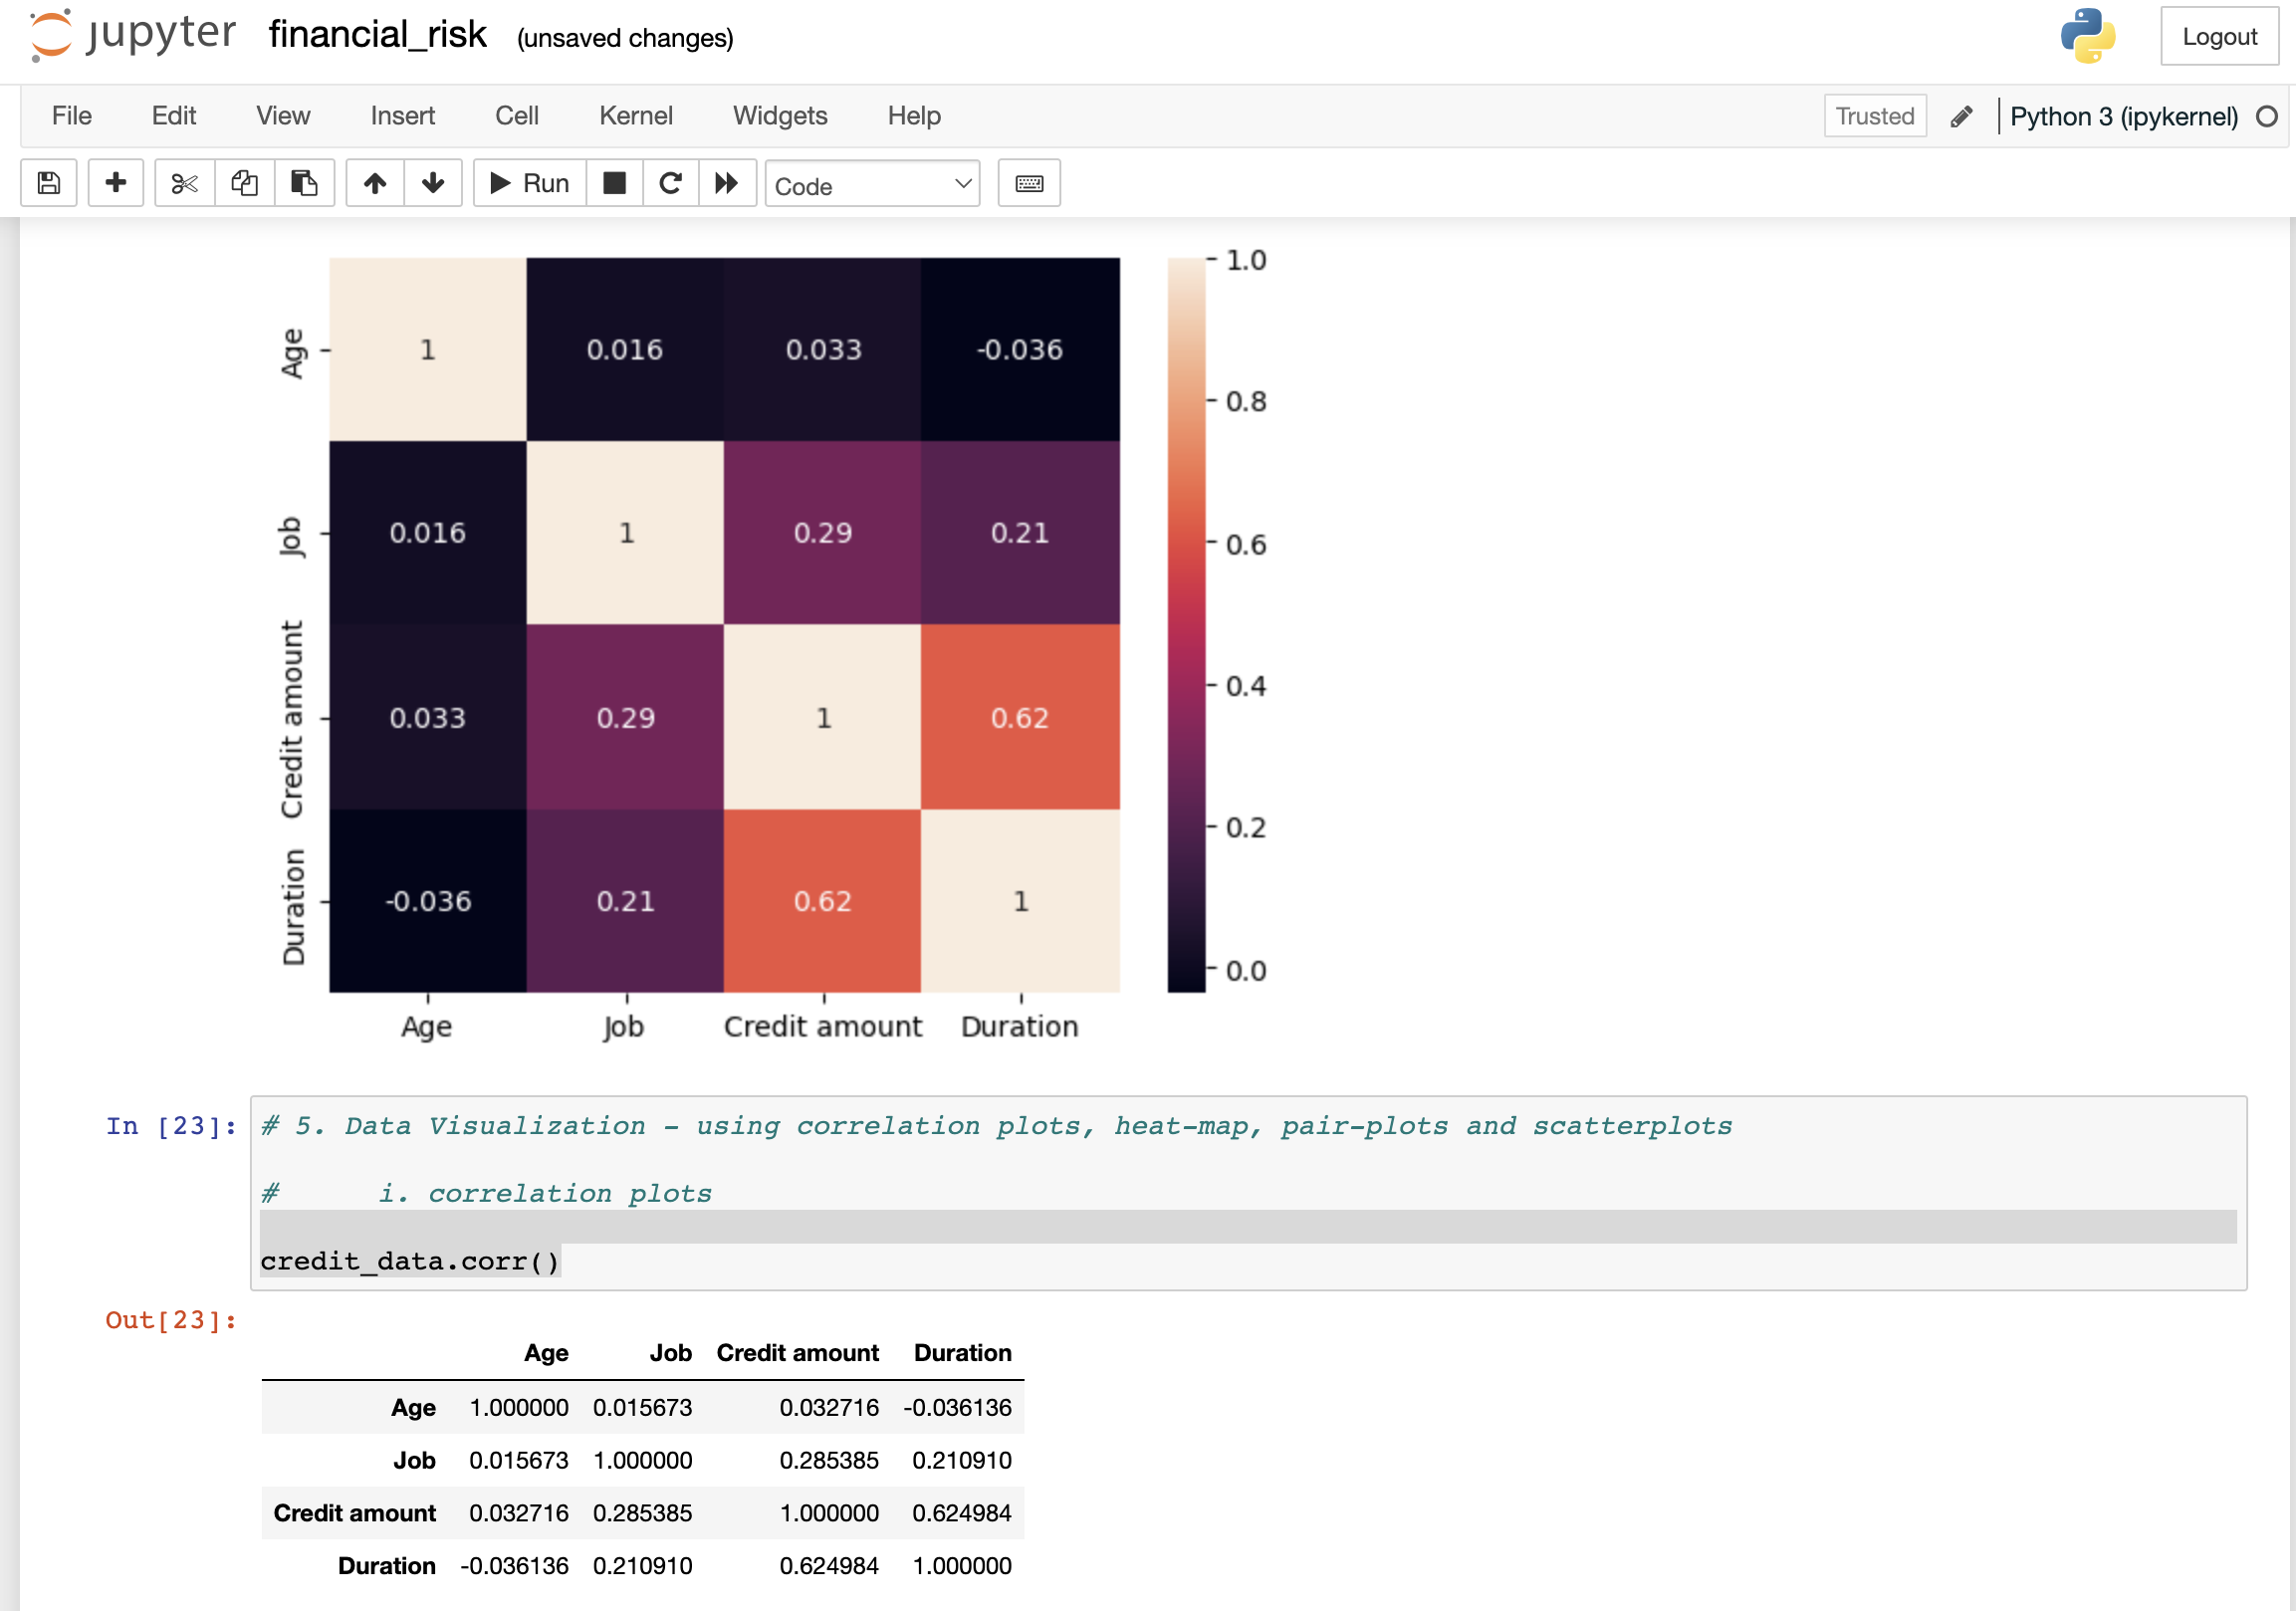 jupyter financial_risk (unsaved changes)
Logout
File Edit View Insert Cell Kernel Widgets Help
Trusted Python 3 (ipykernel)
Run Code
1.0
Age 1 0.016 0.033 -0.036
0.8
Job 0.016 1 0.29 0.21
0.6
Credit amount 0.033 0.29 1 0.62
0.4
0.2
Duration -0.036 0.21 0.62 1
0.0
Age Job Credit amount Duration
In [23]: # 5. Data Visualization - using correlation plots, heat-map, pair-plots and scatterplots
#      i. correlation plots
credit_data.corr()
Out[23]:
Age Job Credit amount Duration
Age 1.000000 0.015673 0.032716 -0.036136
Job 0.015673 1.000000 0.285385 0.210910
Credit amount 0.032716 0.285385 1.000000 0.624984
Duration -0.036136 0.210910 0.624984 1.000000